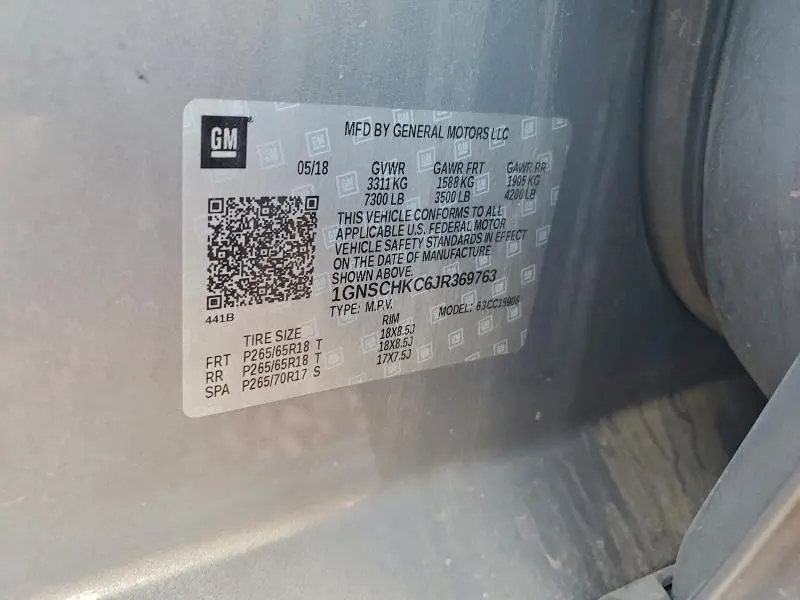 GM
MFD BY GENERAL MOTORS LLC
05/18 GVWR GAWR FRT GAWR RR
3311 KG 1588 KG 1905 KG
7300 LB 3500 LB 4200 LB
THIS VEHICLE CONFORMS TO ALL
APPLICABLE U.S. FEDERAL MOTOR
VEHICLE SAFETY STANDARDS IN EFFECT
ON THE DATE OF MANUFACTURE
SHOWN ABOVE.
1GNSCHKC6JR369763
441B
TYPE: M.P.V. MODEL: 63CC15906
TIRE SIZE RIM
FRT P265/65R18 T 18X8.5J
RR P265/65R18 T 18X8.5J
SPA P265/70R17 S 17X7.5J